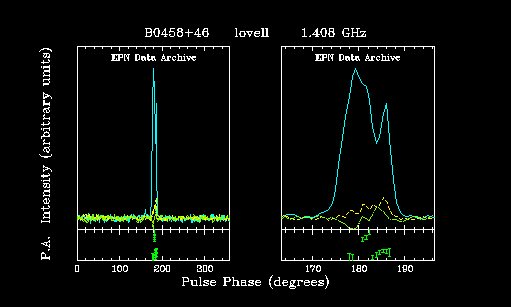 B0458+46 lovell 1.408 GHz
EPN Data Archive EPN Data Archive
Intensity (arbitrary units)
P.A.
0 100 200 300 170 180 190
Pulse Phase (degrees)